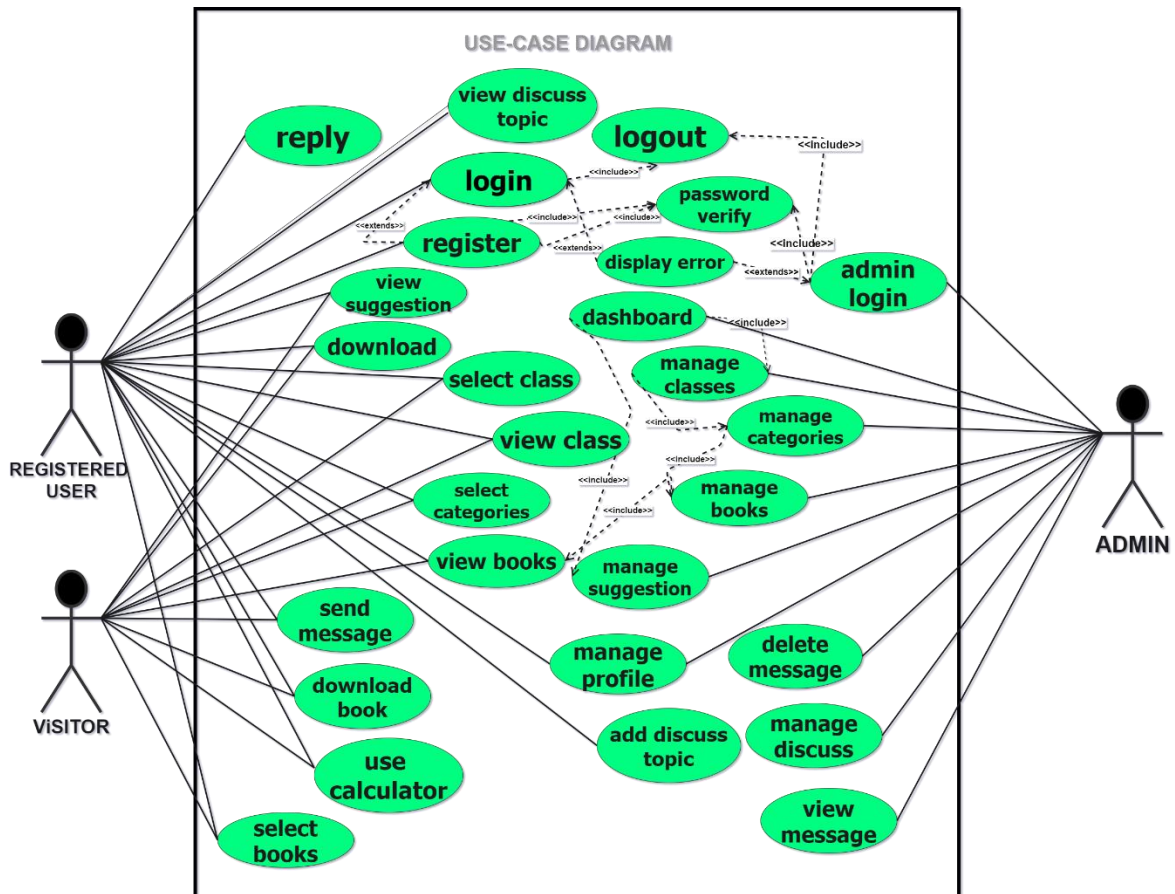 USE-CASE DIAGRAM
view discuss
topic
reply
logout
<<include>>
login
<<include>>
password
verify
<<include>>
<<include>>
<<extends>>
register
<<include>>
<<extends>>
display error
<<extends>>
admin
login
view
suggestion
dashboard
<<include>>
download
select class
manage
classes
manage
categories
<<include>>
view class
REGISTERED
USER
<<include>>
<<include>>
select
categories
manage
books
<<include>>
ADMIN
view books
manage
suggestion
send
message
manage
profile
delete
message
download
book
ViSITOR
add discuss
topic
manage
discuss
use
calculator
view
message
select
books